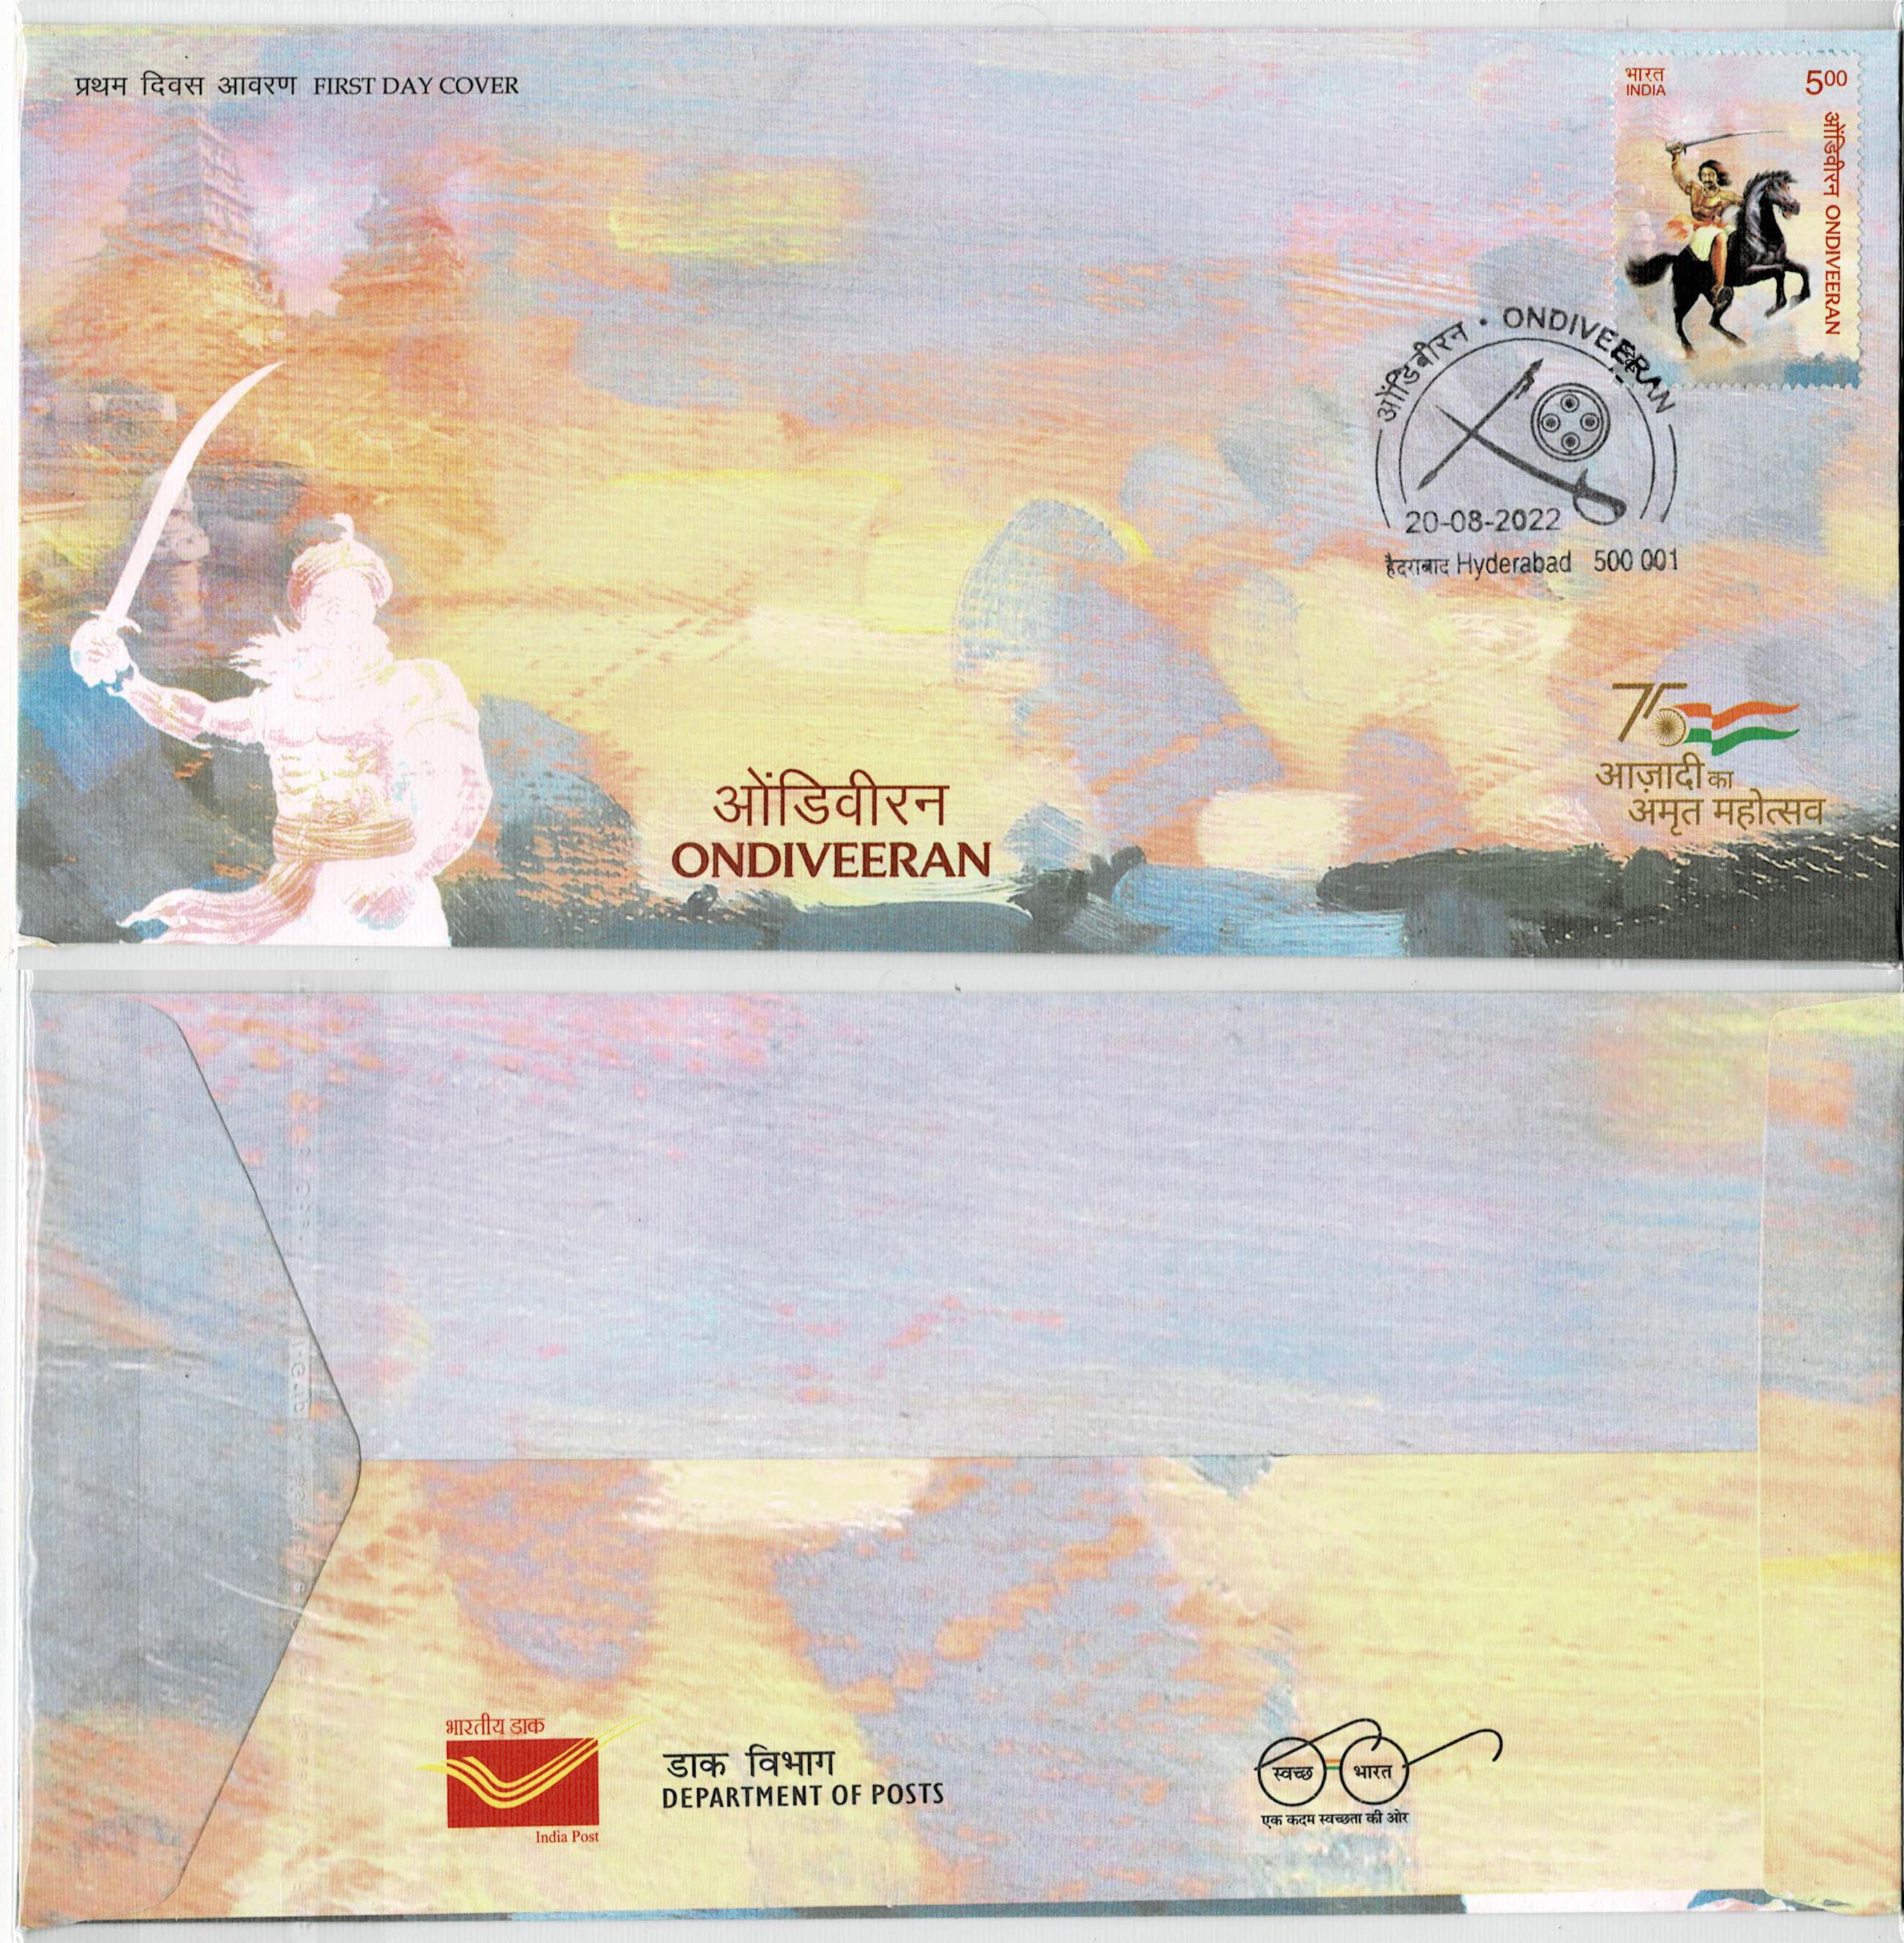 प्रथम दिवस आवरण FIRST DAY COVER
भारत
INDIA
500
ओंडिवीरन ONDIVEERAN
ओंडिवीरन • ONDIVEERAN
20-08-2022
हैदराबाद Hyderabad 500 001
75
आज़ादी का
अमृत महोत्सव
ओंडिवीरन
ONDIVEERAN
भारतीय डाक
India Post
डाक विभाग
DEPARTMENT OF POSTS
स्वच्छ भारत
एक कदम स्वच्छता की ओर